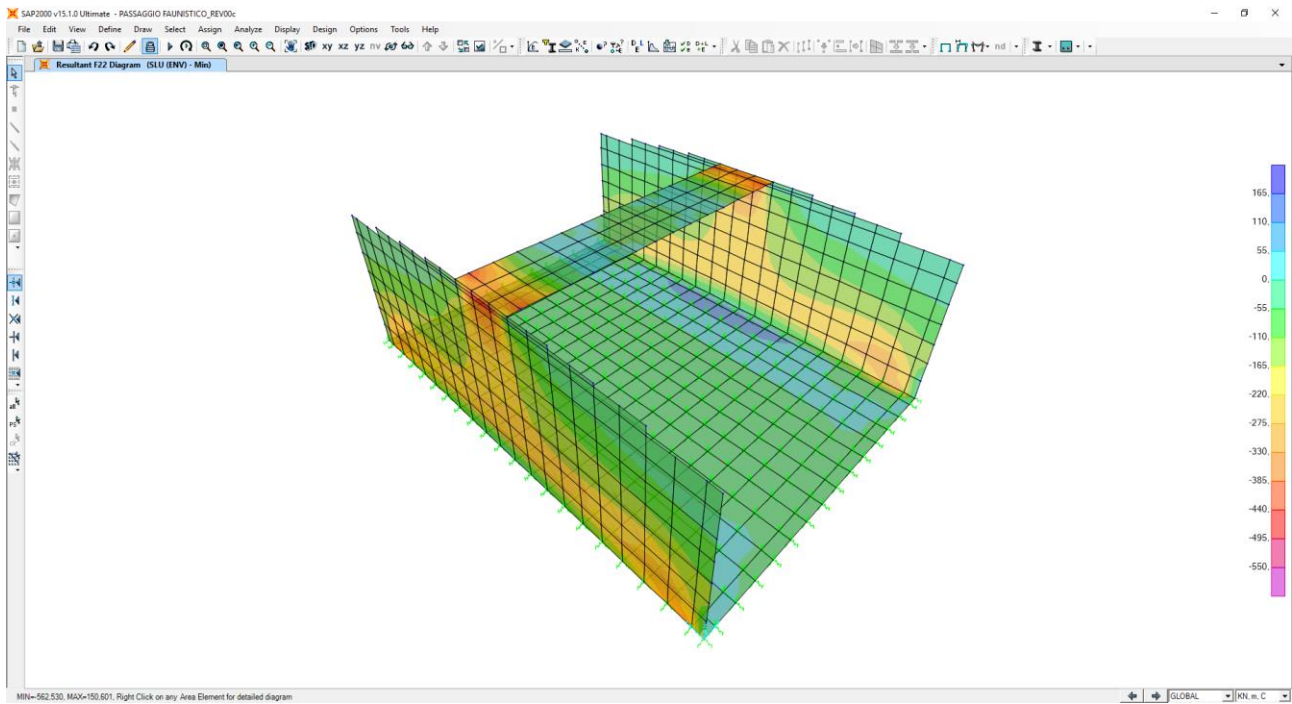 SAP2000 v15.1.0 Ultimate - PASSAGGIO FAUNISTICO_REV00c
File Edit View Define Draw Select Assign Analyze Display Design Options Tools Help
xy xz yz nv
nd
Resultant F22 Diagram (SLU (ENV) - Min)
165,
110,
55,
0,
-55,
-110,
-165,
-220,
-275,
-330,
-385,
-440,
-495,
-550,
MIN=-562,530, MAX=150,601, Right Click on any Area Element for detailed diagram
GLOBAL
KN, m, C